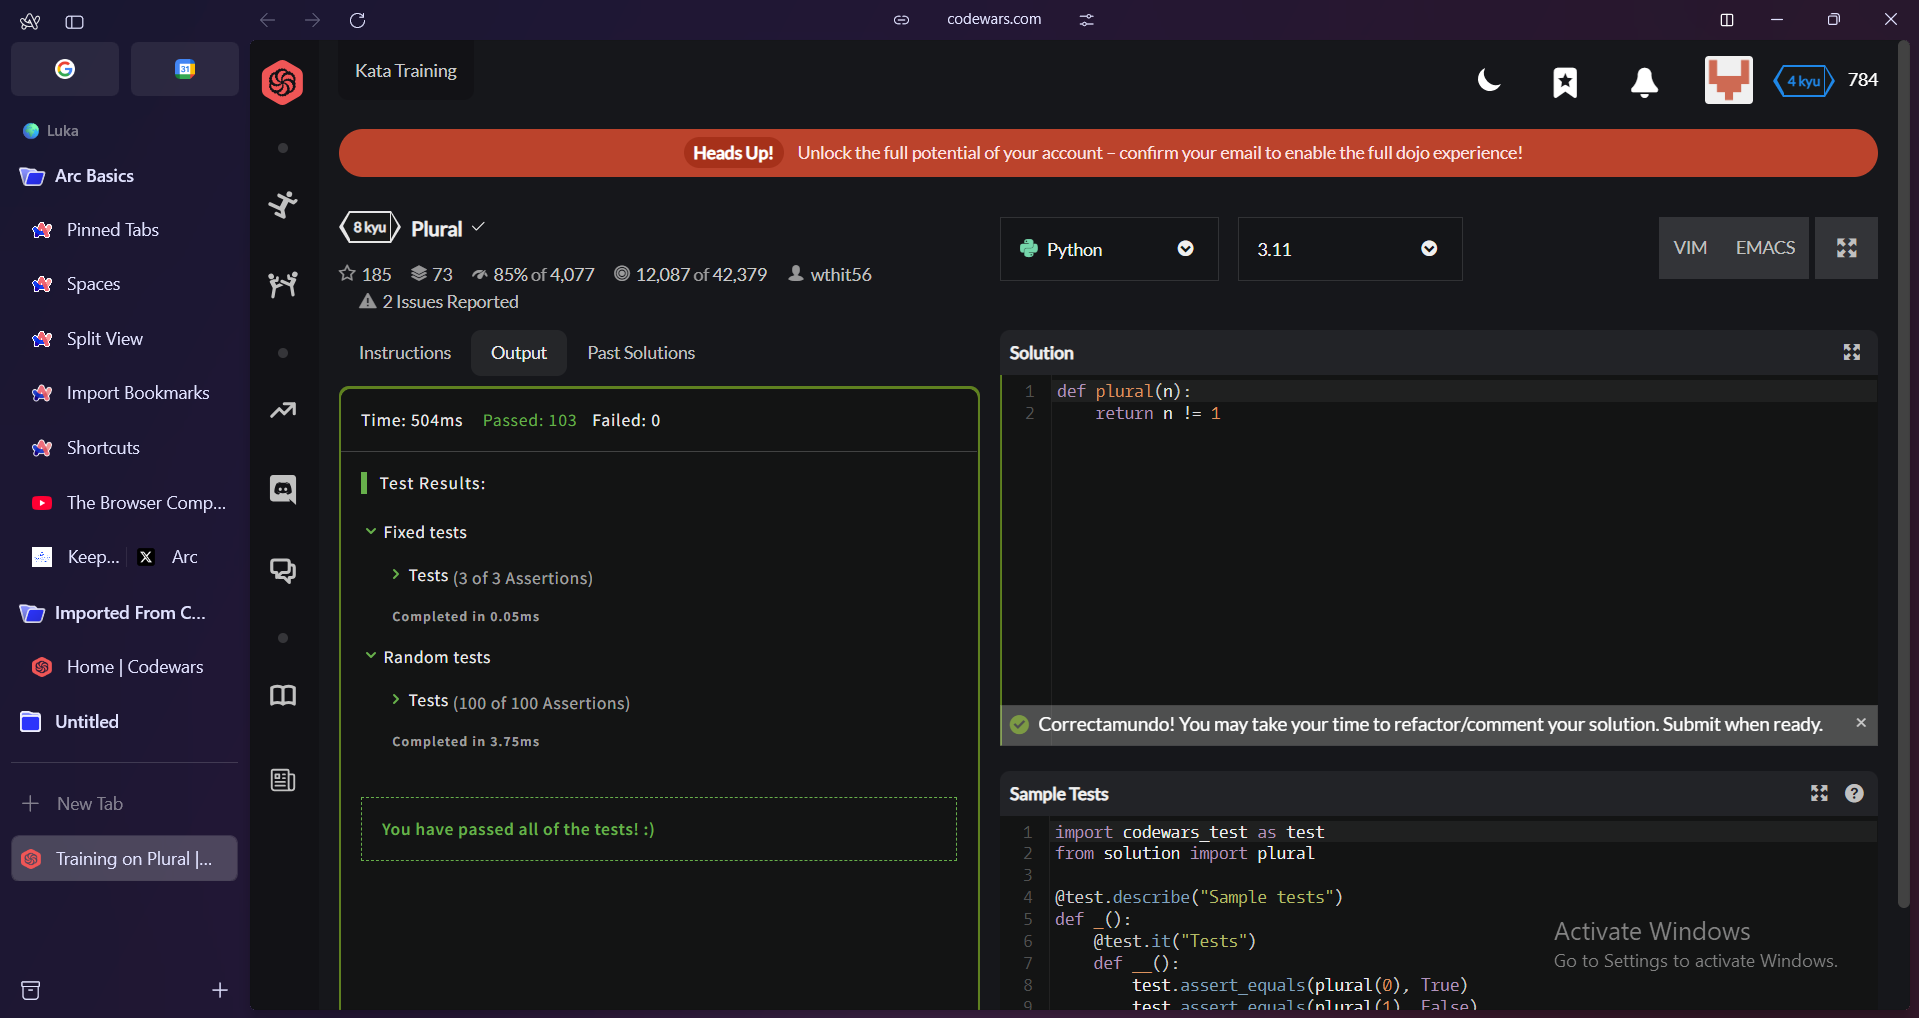 codewars.com
31
Luka
Arc Basics
Pinned Tabs
Spaces
Split View
Import Bookmarks
Shortcuts
The Browser Comp...
Keep... X Arc
Imported From C...
Home | Codewars
Untitled
New Tab
Training on Plural |...
Kata Training
4 kyu 784
Heads Up! Unlock the full potential of your account – confirm your email to enable the full dojo experience!
8 kyu Plural
185 73 85% of 4,077 12,087 of 42,379 wthit56
2 Issues Reported
Python 3.11 VIM EMACS
Instructions Output Past Solutions
Time: 504ms Passed: 103 Failed: 0
Test Results:
Fixed tests
Tests (3 of 3 Assertions)
Completed in 0.05ms
Random tests
Tests (100 of 100 Assertions)
Completed in 3.75ms
You have passed all of the tests! :)
Solution
1 def plural(n):
2 return n != 1
Correctamundo! You may take your time to refactor/comment your solution. Submit when ready.
Sample Tests
1 import codewars_test as test
2 from solution import plural
3
4 @test.describe("Sample tests")
5 def _():
6 @test.it("Tests")
7 def __():
8 test.assert_equals(plural(0), True)
9 test.assert_equals(plural(1), False)
Activate Windows
Go to Settings to activate Windows.